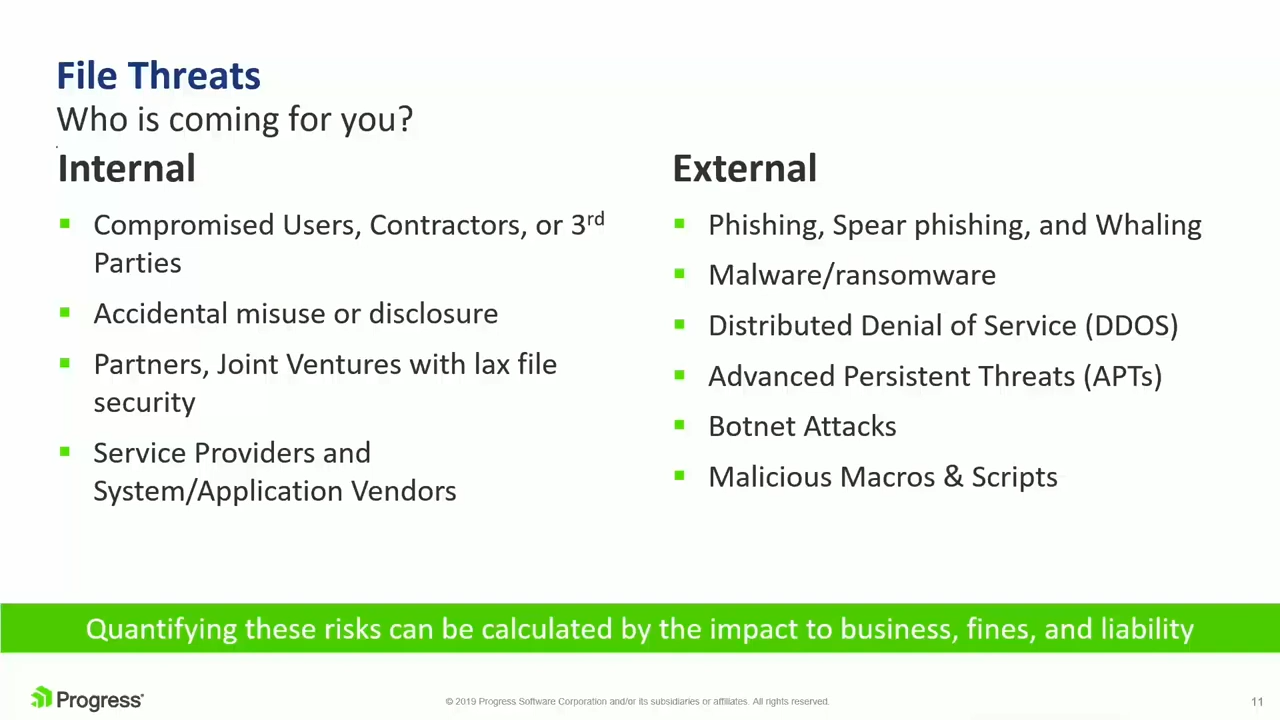 File Threats
Who is coming for you?
Internal
Compromised Users, Contractors, or 3rd
Parties
Accidental misuse or disclosure
Partners, Joint Ventures with lax file
security
Service Providers and
System/Application Vendors
External
Phishing, Spear phishing, and Whaling
Malware/ransomware
Distributed Denial of Service (DDOS)
Advanced Persistent Threats (APTs)
Botnet Attacks
Malicious Macros & Scripts
Quantifying these risks can be calculated by the impact to business, fines, and liability
Progress
© 2019 Progress Software Corporation and/or its subsidiaries or affiliates. All rights reserved.
11